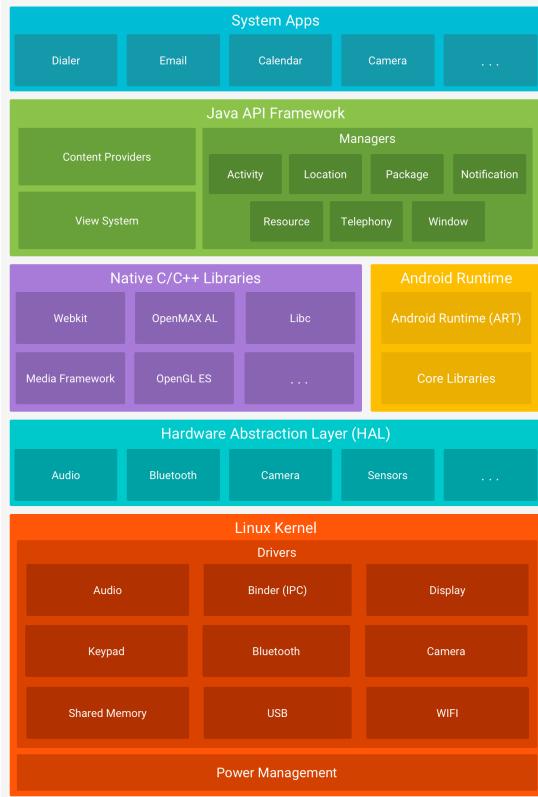 System Apps
Dialer
Email
Calendar
Camera
. . .
Java API Framework
Content Providers
View System
Managers
Activity
Location
Package
Notification
Resource
Telephony
Window
Native C/C++ Libraries
Webkit
OpenMAX AL
Libc
Media Framework
OpenGL ES
. . .
Android Runtime
Android Runtime (ART)
Core Libraries
Hardware Abstraction Layer (HAL)
Audio
Bluetooth
Camera
Sensors
. . .
Linux Kernel
Drivers
Audio
Binder (IPC)
Display
Keypad
Bluetooth
Camera
Shared Memory
USB
WIFI
Power Management